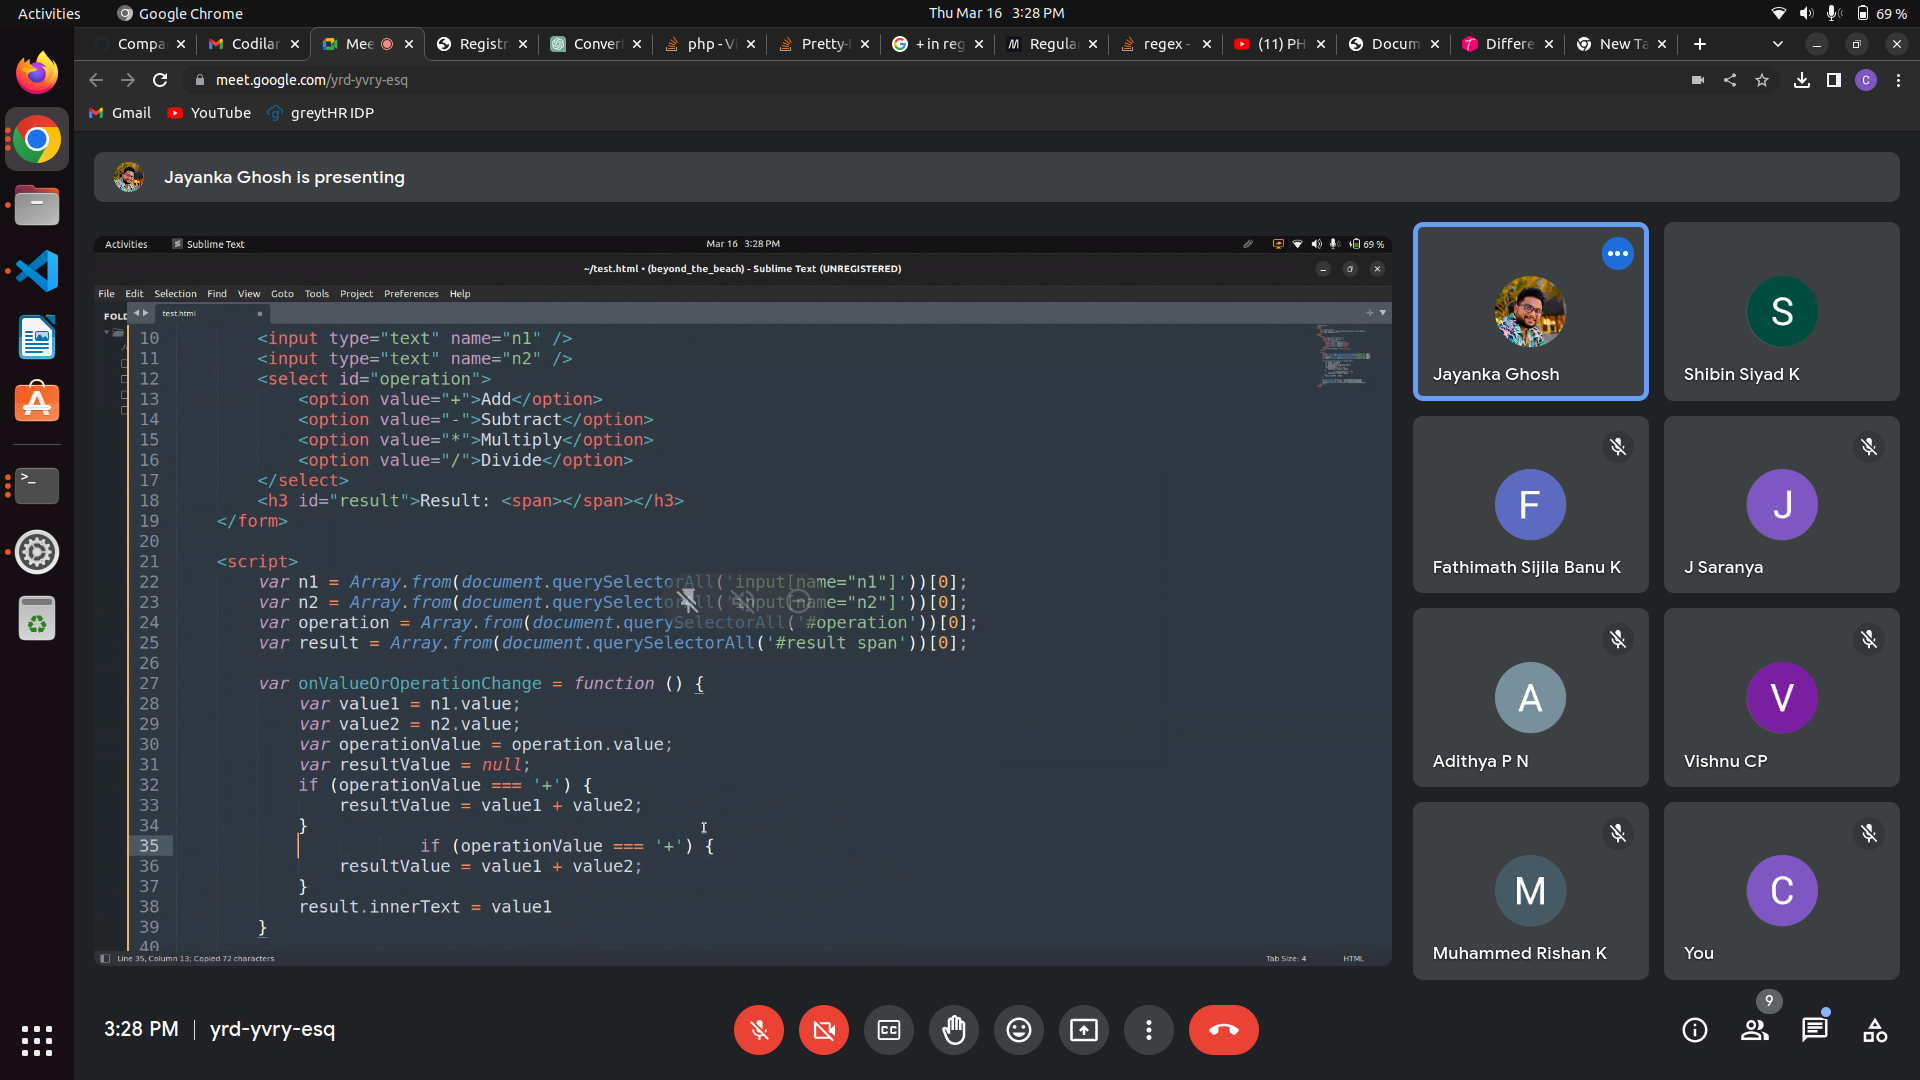 Activities
Google Chrome
Thu Mar 16 3:28 PM
69 %
Compa
Codilar
Mee
Registr
Conver
php - Vi
Pretty-
+ in reg
Regula
regex -
(11) PH
Docum
Differe
New Ta
meet.google.com/yrd-yvry-esq
C
Gmail
YouTube
greytHR IDP
Jayanka Ghosh is presenting
Activities
Sublime Text
Mar 16 3:28 PM
69 %
~/test.html • (beyond_the_beach) - Sublime Text (UNREGISTERED)
File Edit Selection Find View Goto Tools Project Preferences Help
FOLD
test.html
10 <input type="text" name="n1" />
11 <input type="text" name="n2" />
12 <select id="operation">
13 <option value="+">Add</option>
14 <option value="-">Subtract</option>
15 <option value="*">Multiply</option>
16 <option value="/">Divide</option>
17 </select>
18 <h3 id="result">Result: <span></span></h3>
19 </form>
20
21 <script>
22 var n1 = Array.from(document.querySelectorAll('input[name="n1"]'))[0];
23 var n2 = Array.from(document.querySelectorAll('input[name="n2"]'))[0];
24 var operation = Array.from(document.querySelectorAll('#operation'))[0];
25 var result = Array.from(document.querySelectorAll('#result span'))[0];
26
27 var onValueOrOperationChange = function () {
28 var value1 = n1.value;
29 var value2 = n2.value;
30 var operationValue = operation.value;
31 var resultValue = null;
32 if (operationValue === '+') {
33 resultValue = value1 + value2;
34 }
35 if (operationValue === '+') {
36 resultValue = value1 + value2;
37 }
38 result.innerText = value1
39 }
40
Line 35, Column 13; Copied 72 characters
Tab Size: 4
HTML
Jayanka Ghosh
S
Shibin Siyad K
F
Fathimath Sijila Banu K
J
J Saranya
A
Adithya P N
V
Vishnu CP
M
Muhammed Rishan K
C
You
3:28 PM | yrd-yvry-esq
CC
9